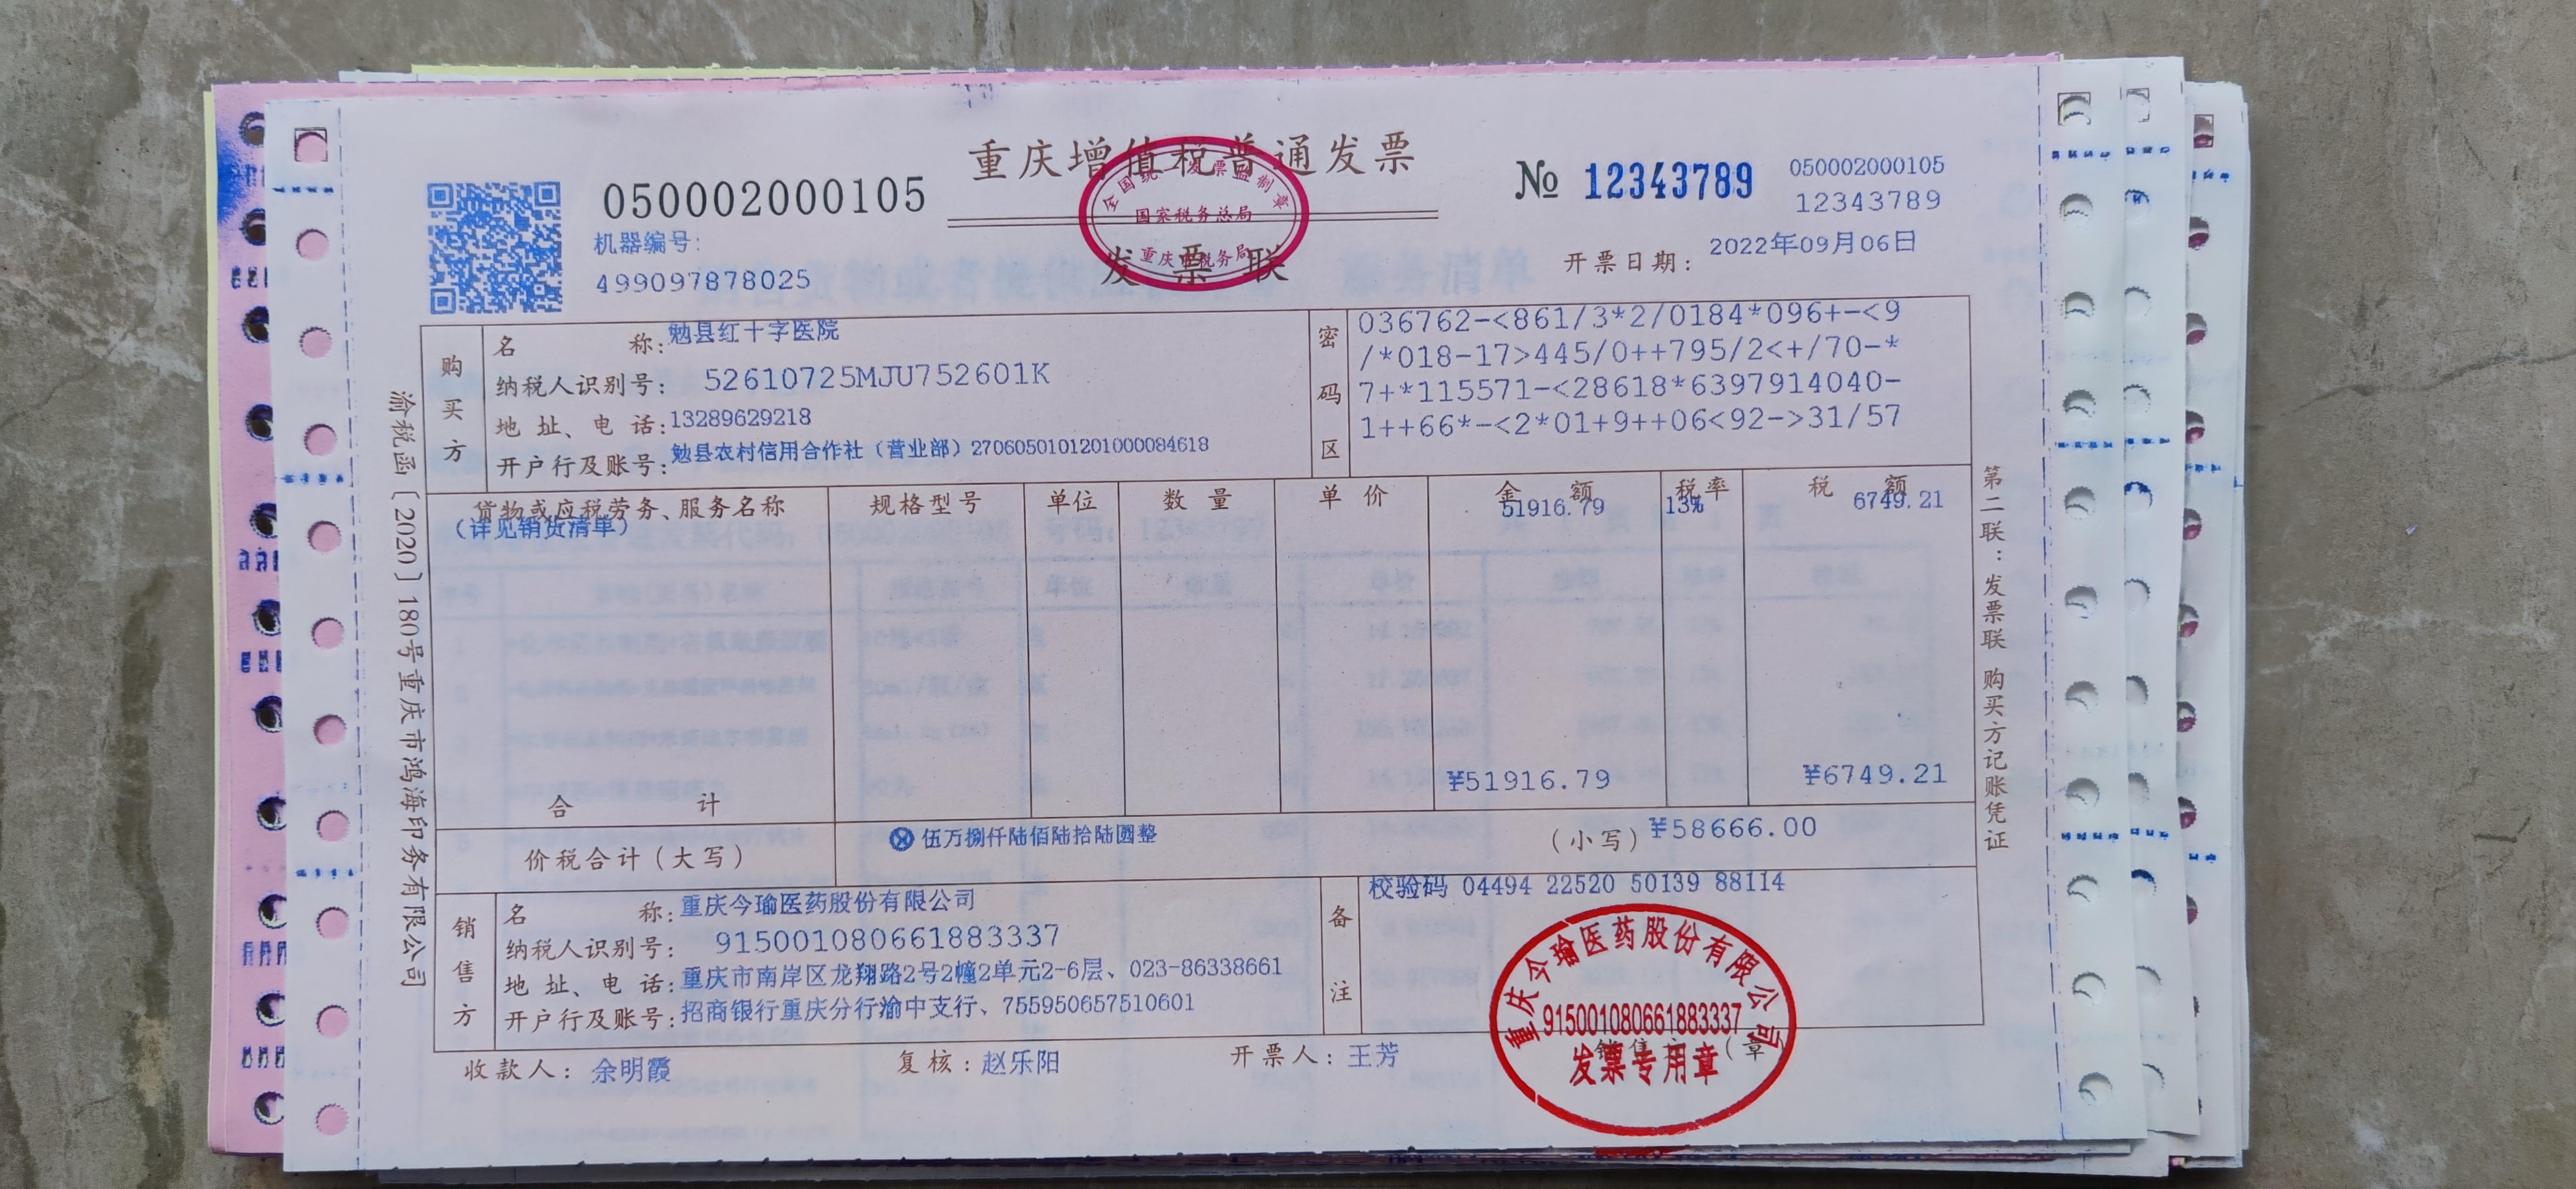 重庆增值税普通发票
发票联
全国统一发票监制章
国家税务总局
重庆市税务局
050002000105
机器编号:
499097878025
№ 12343789
050002000105
12343789
开票日期: 2022年09月06日
购买方
名 称: 勉县红十字医院
纳税人识别号: 52610725MJU752601K
地 址、电 话: 13289629218
开户行及账号: 勉县农村信用合作社（营业部）2706050101201000084618
密码区
036762-<861/3*2/0184*096+-<9
/*018-17>445/0++795/2<+/70-*
7+*115571-<28618*6397914040-
1++66*-<2*01+9++06<92->31/57
货物或应税劳务、服务名称 规格型号 单位 数 量 单 价 金 额 税率 税 额
（详见销货清单） 51916.79 13% 6749.21
合 计 ¥51916.79 ¥6749.21
价税合计（大写） ⊗ 伍万捌仟陆佰陆拾陆圆整 （小写） ¥58666.00
销售方
名 称: 重庆今瑜医药股份有限公司
纳税人识别号: 915001080661883337
地 址、电 话: 重庆市南岸区龙翔路2号2幢2单元2-6层、023-86338661
开户行及账号: 招商银行重庆分行渝中支行、755950657510601
备注
校验码 04494 22520 50139 88114
收款人: 余明霞 复核: 赵乐阳 开票人: 王芳 销售方:（章
重庆今瑜医药股份有限公司
915001080661883337
发票专用章
渝税函〔2020〕180号重庆市鸿海印务有限公司
第二联：发票联 购买方记账凭证